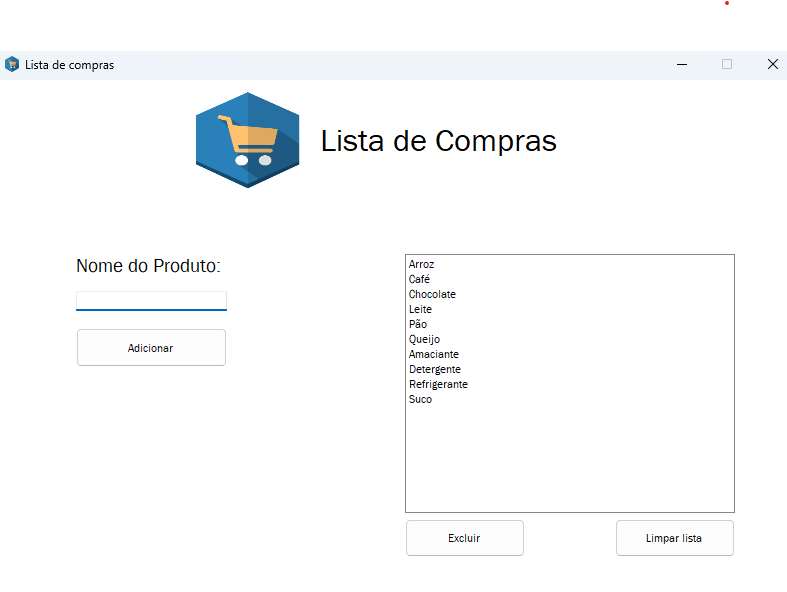 Lista de compras
Lista de Compras
Nome do Produto:
Adicionar
Arroz
Café
Chocolate
Leite
Pão
Queijo
Amaciante
Detergente
Refrigerante
Suco
Excluir
Limpar lista